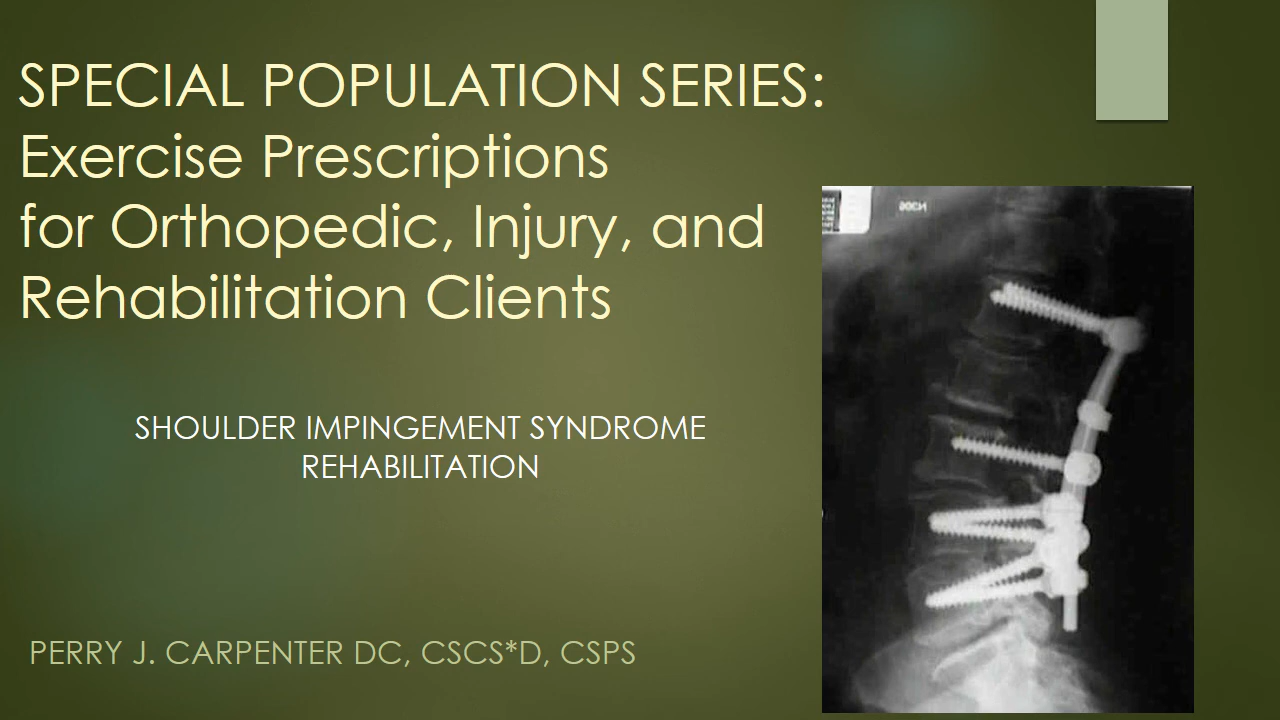 SPECIAL POPULATION SERIES:
Exercise Prescriptions
for Orthopedic, Injury, and
Rehabilitation Clients
SHOULDER IMPINGEMENT SYNDROME
REHABILITATION
PERRY J. CARPENTER DC, CSCS*D, CSPS